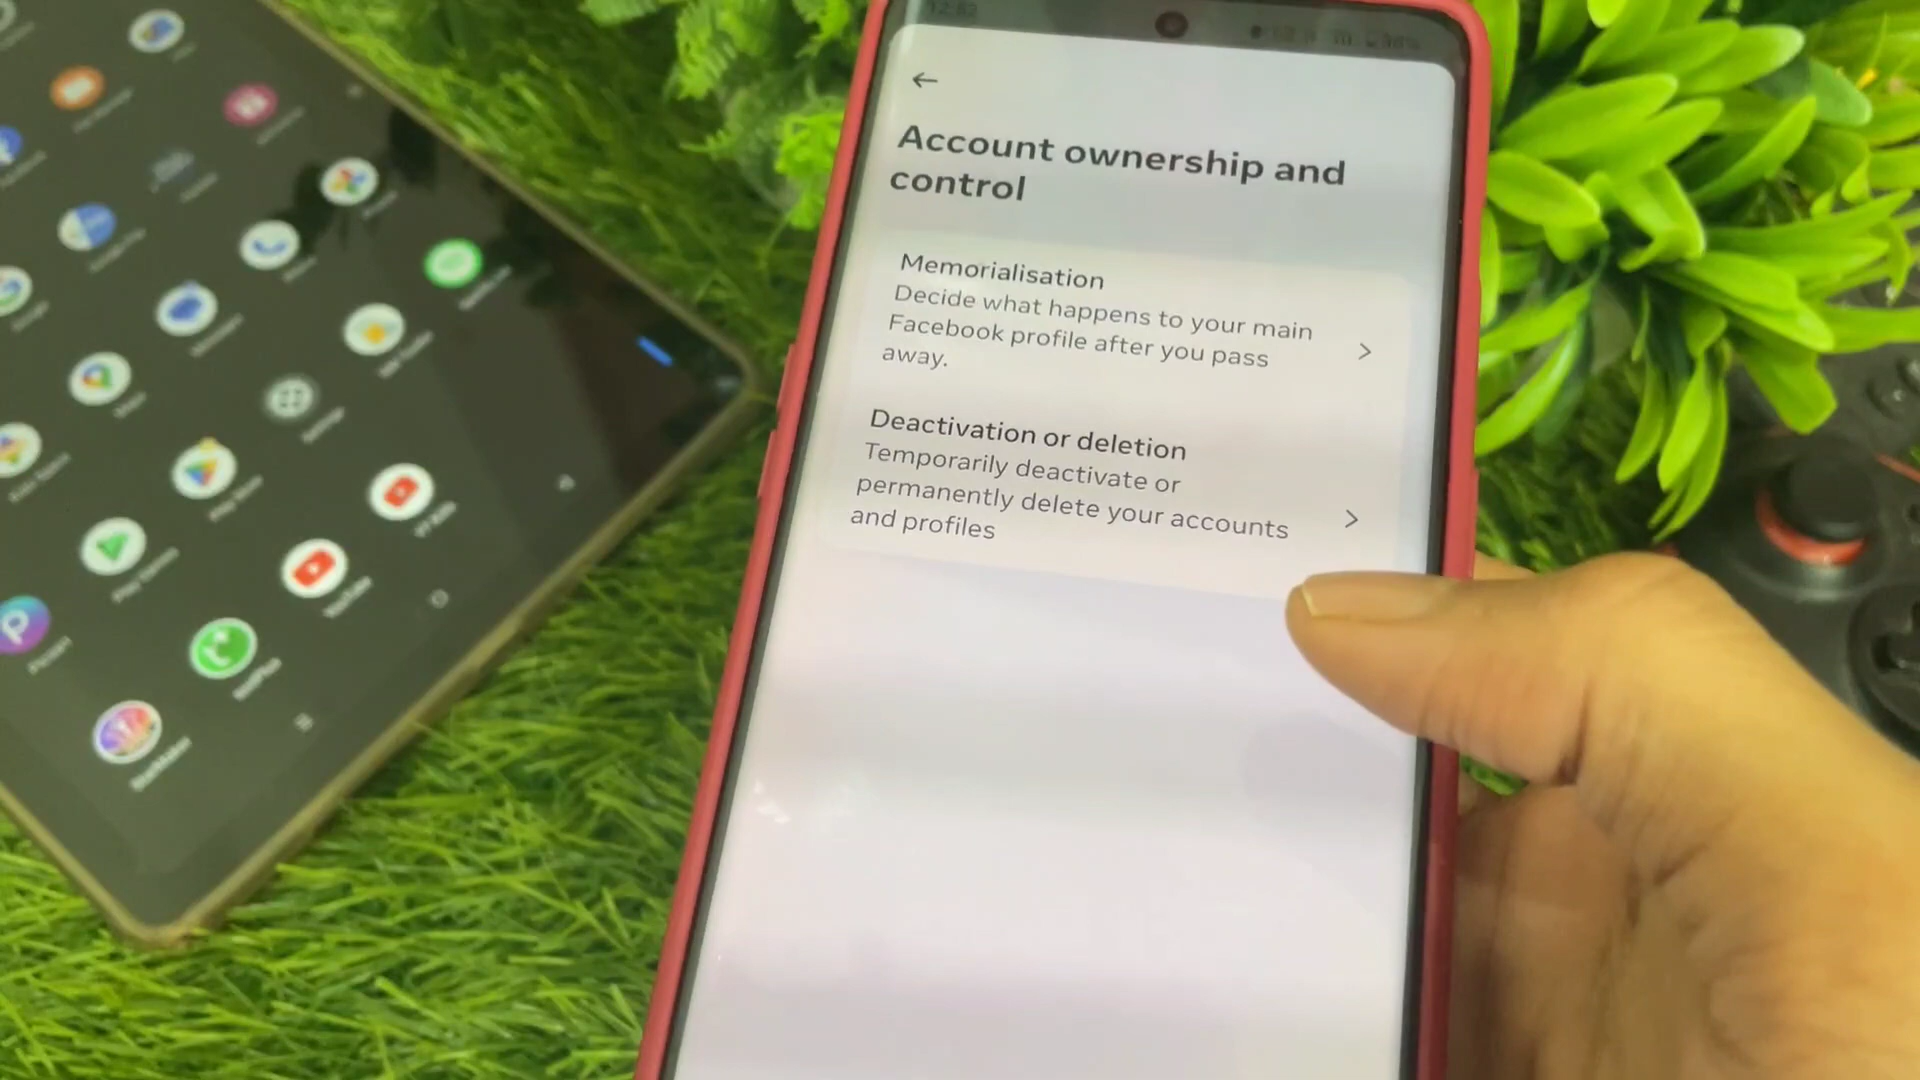 Account ownership and
control
Memorialisation
Decide what happens to your main
Facebook profile after you pass
away.
Deactivation or deletion
Temporarily deactivate or
permanently delete your accounts
and profiles